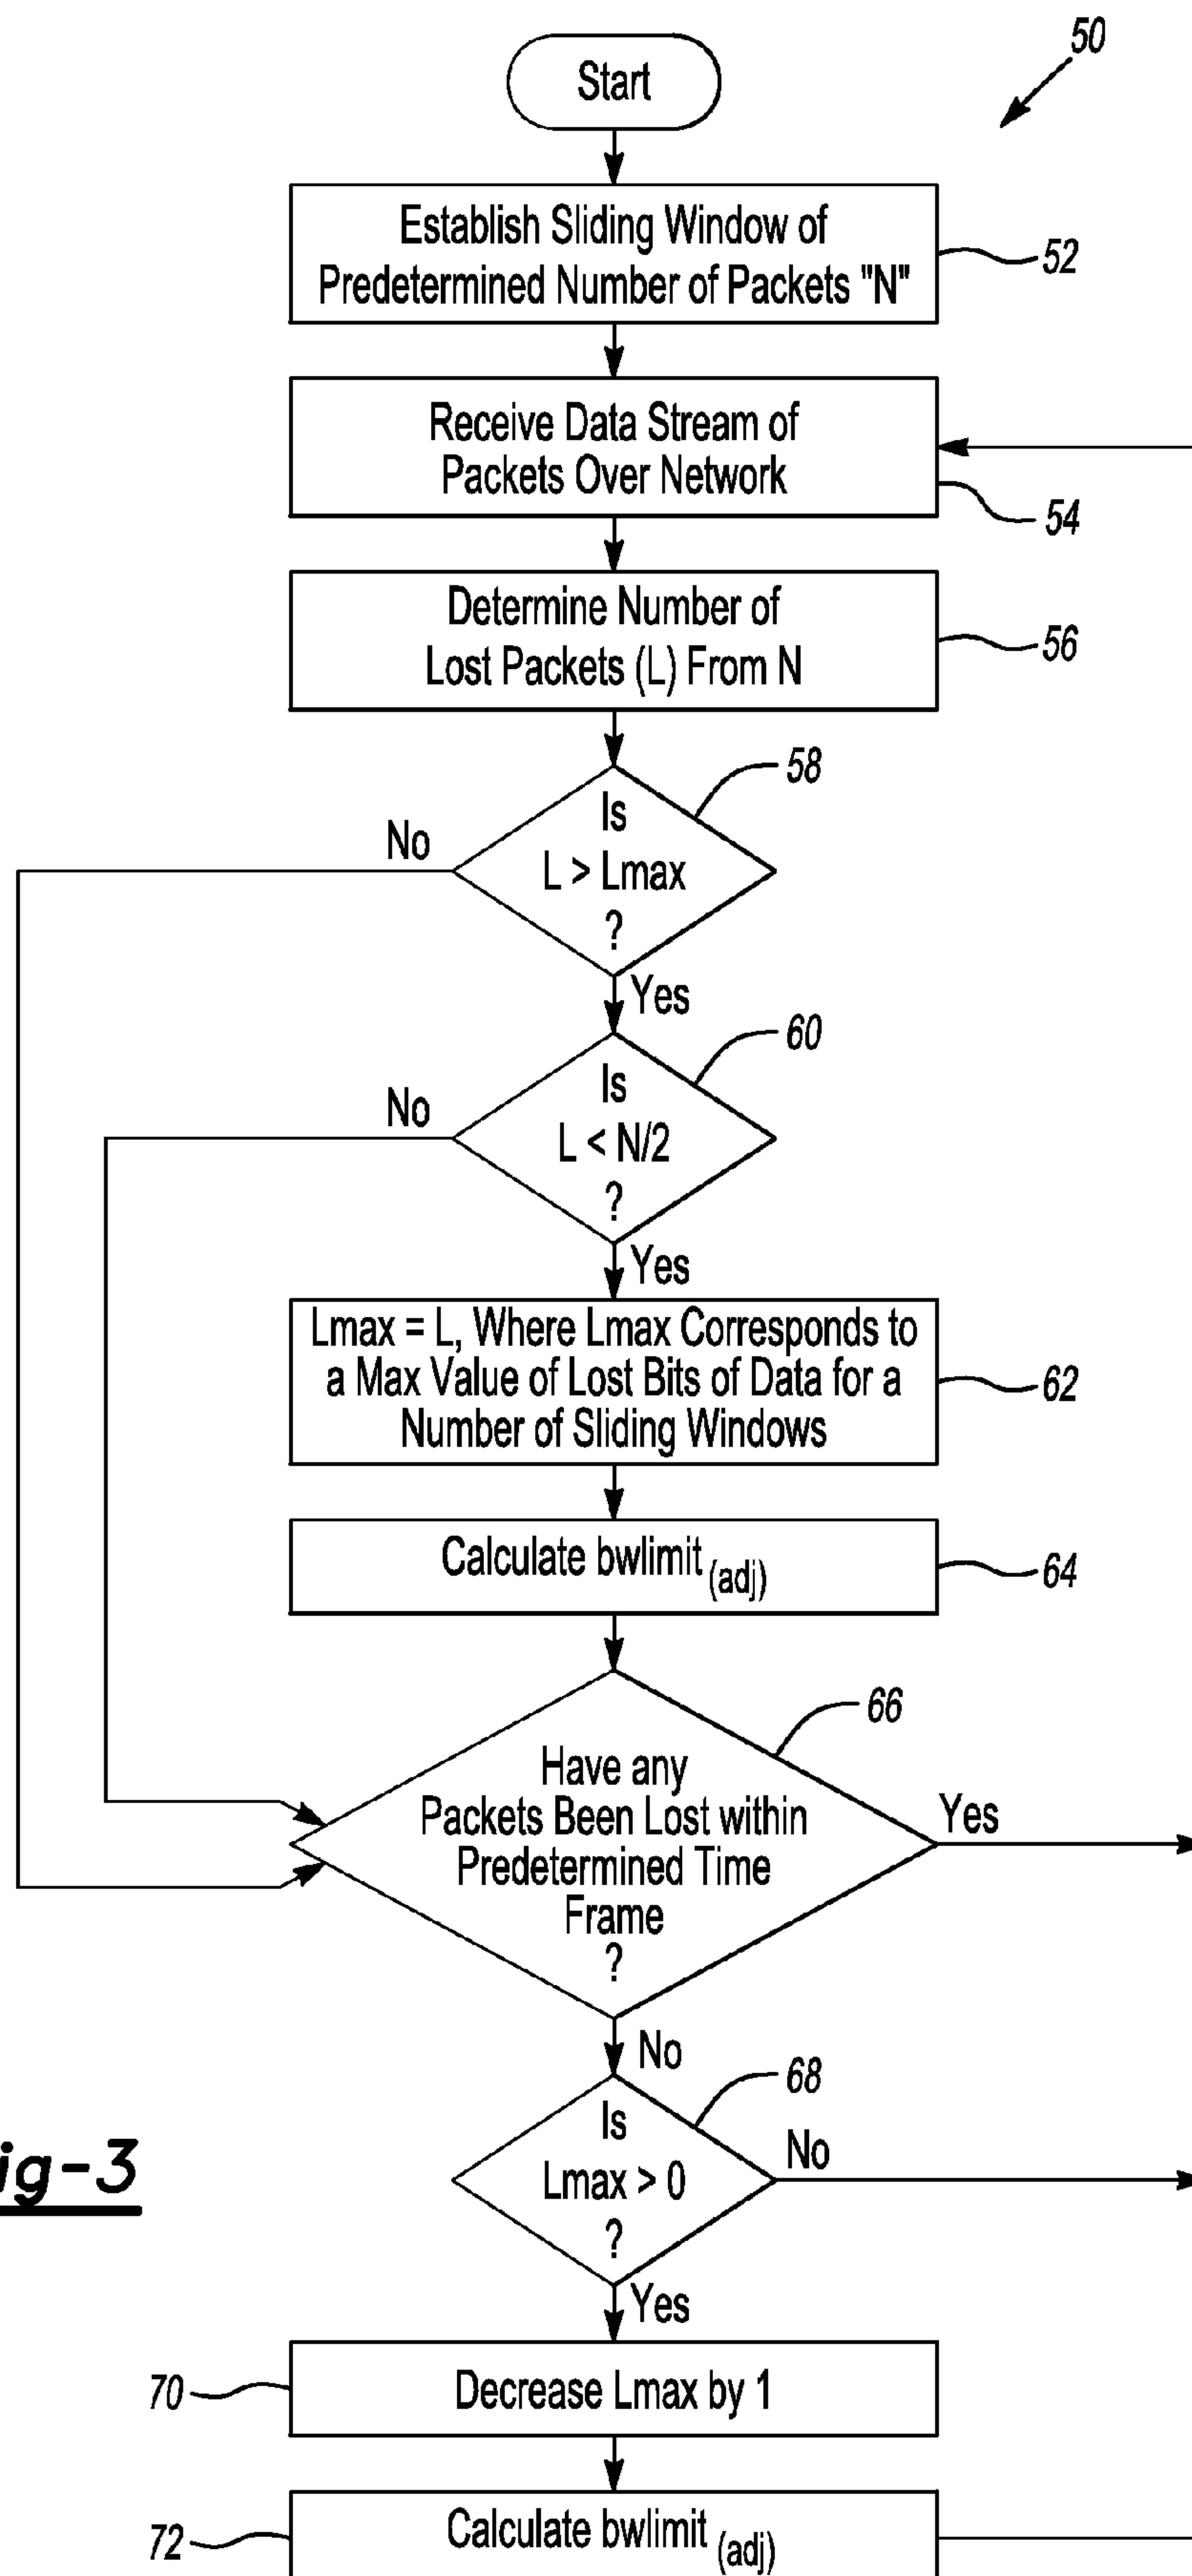 50
Start
Establish Sliding Window of
Predetermined Number of Packets "N"
52
Receive Data Stream of
Packets Over Network
54
Determine Number of
Lost Packets (L) From N
56
58
Is
L > Lmax
?
No
Yes
60
Is
L < N/2
?
No
Yes
Lmax = L, Where Lmax Corresponds to
a Max Value of Lost Bits of Data for a
Number of Sliding Windows
62
Calculate bwlimit (adj)
64
66
Have any
Packets Been Lost within
Predetermined Time
Frame
?
Yes
No
68
Is
Lmax > 0
?
No
ig-3
Yes
70
Decrease Lmax by 1
72
Calculate bwlimit (adj)